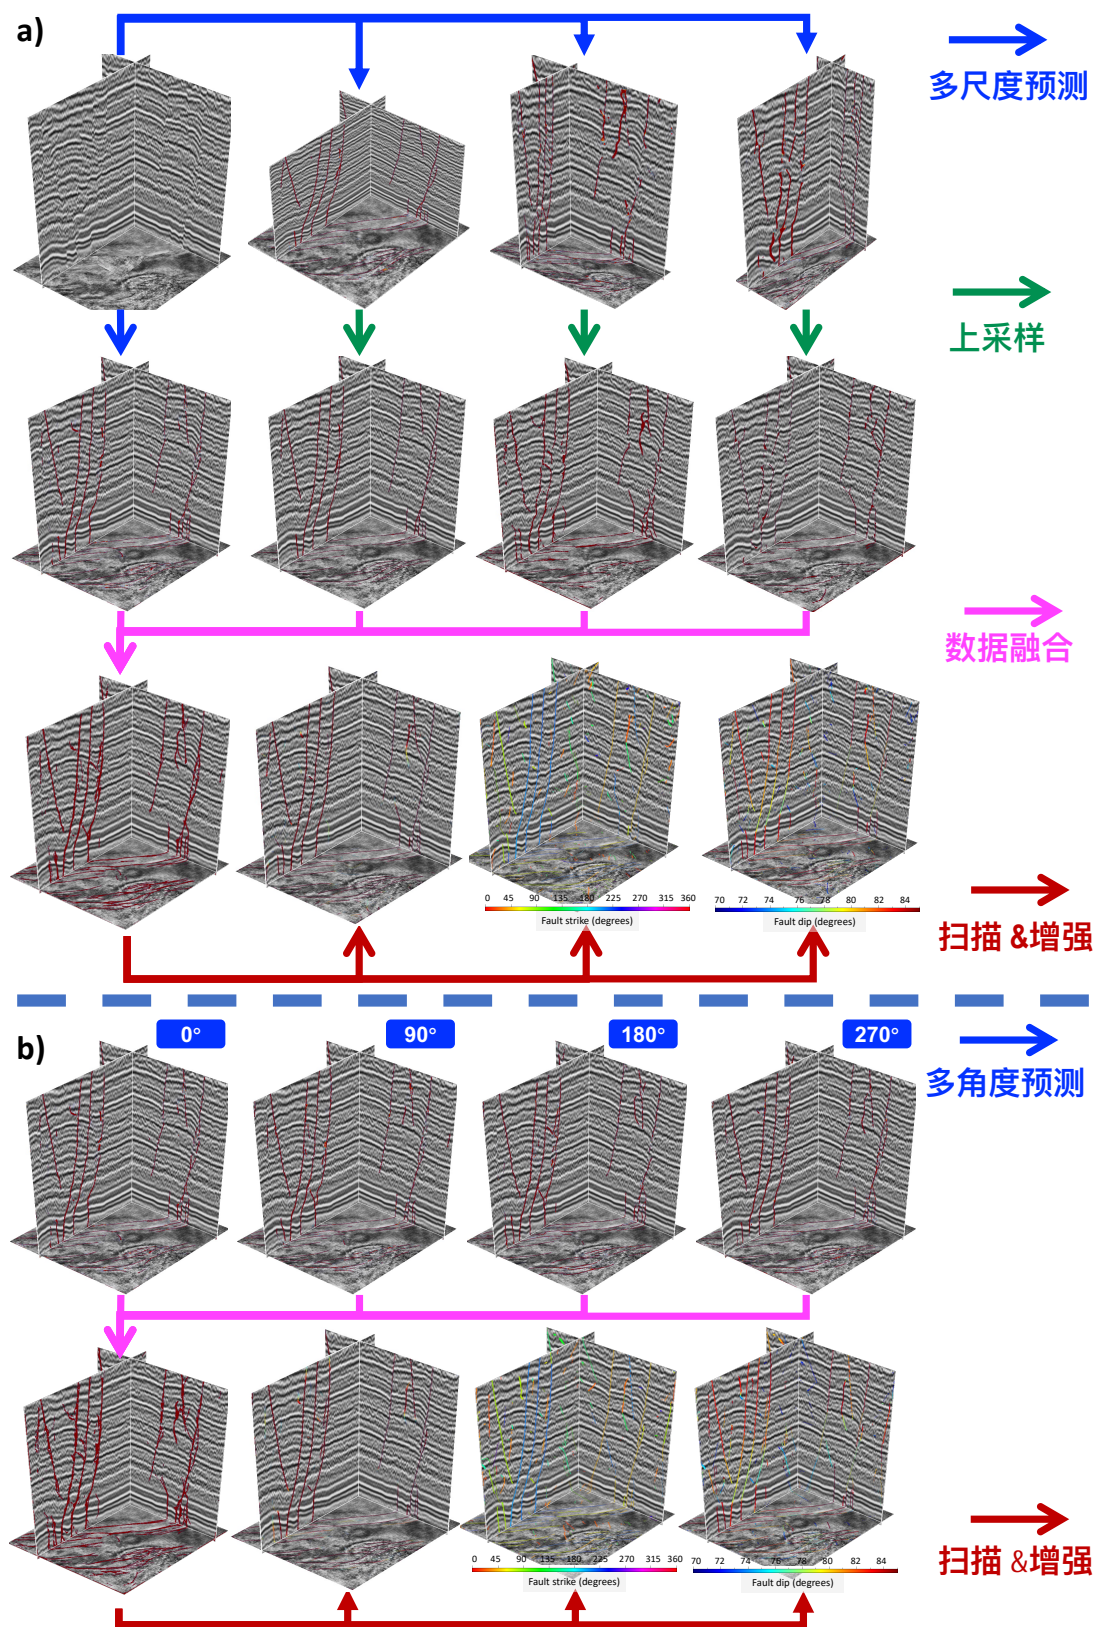 a)
多尺度预测
上采样
数据融合
0 45 90 135 180 225 270 315 360
Fault strike (degrees)
70 72 74 76 78 80 82 84
Fault dip (degrees)
扫描 &增强
b)
0° 90° 180° 270°
多角度预测
0 45 90 135 180 225 270 315 360
Fault strike (degrees)
70 72 74 76 78 80 82 84
Fault dip (degrees)
扫描 &增强